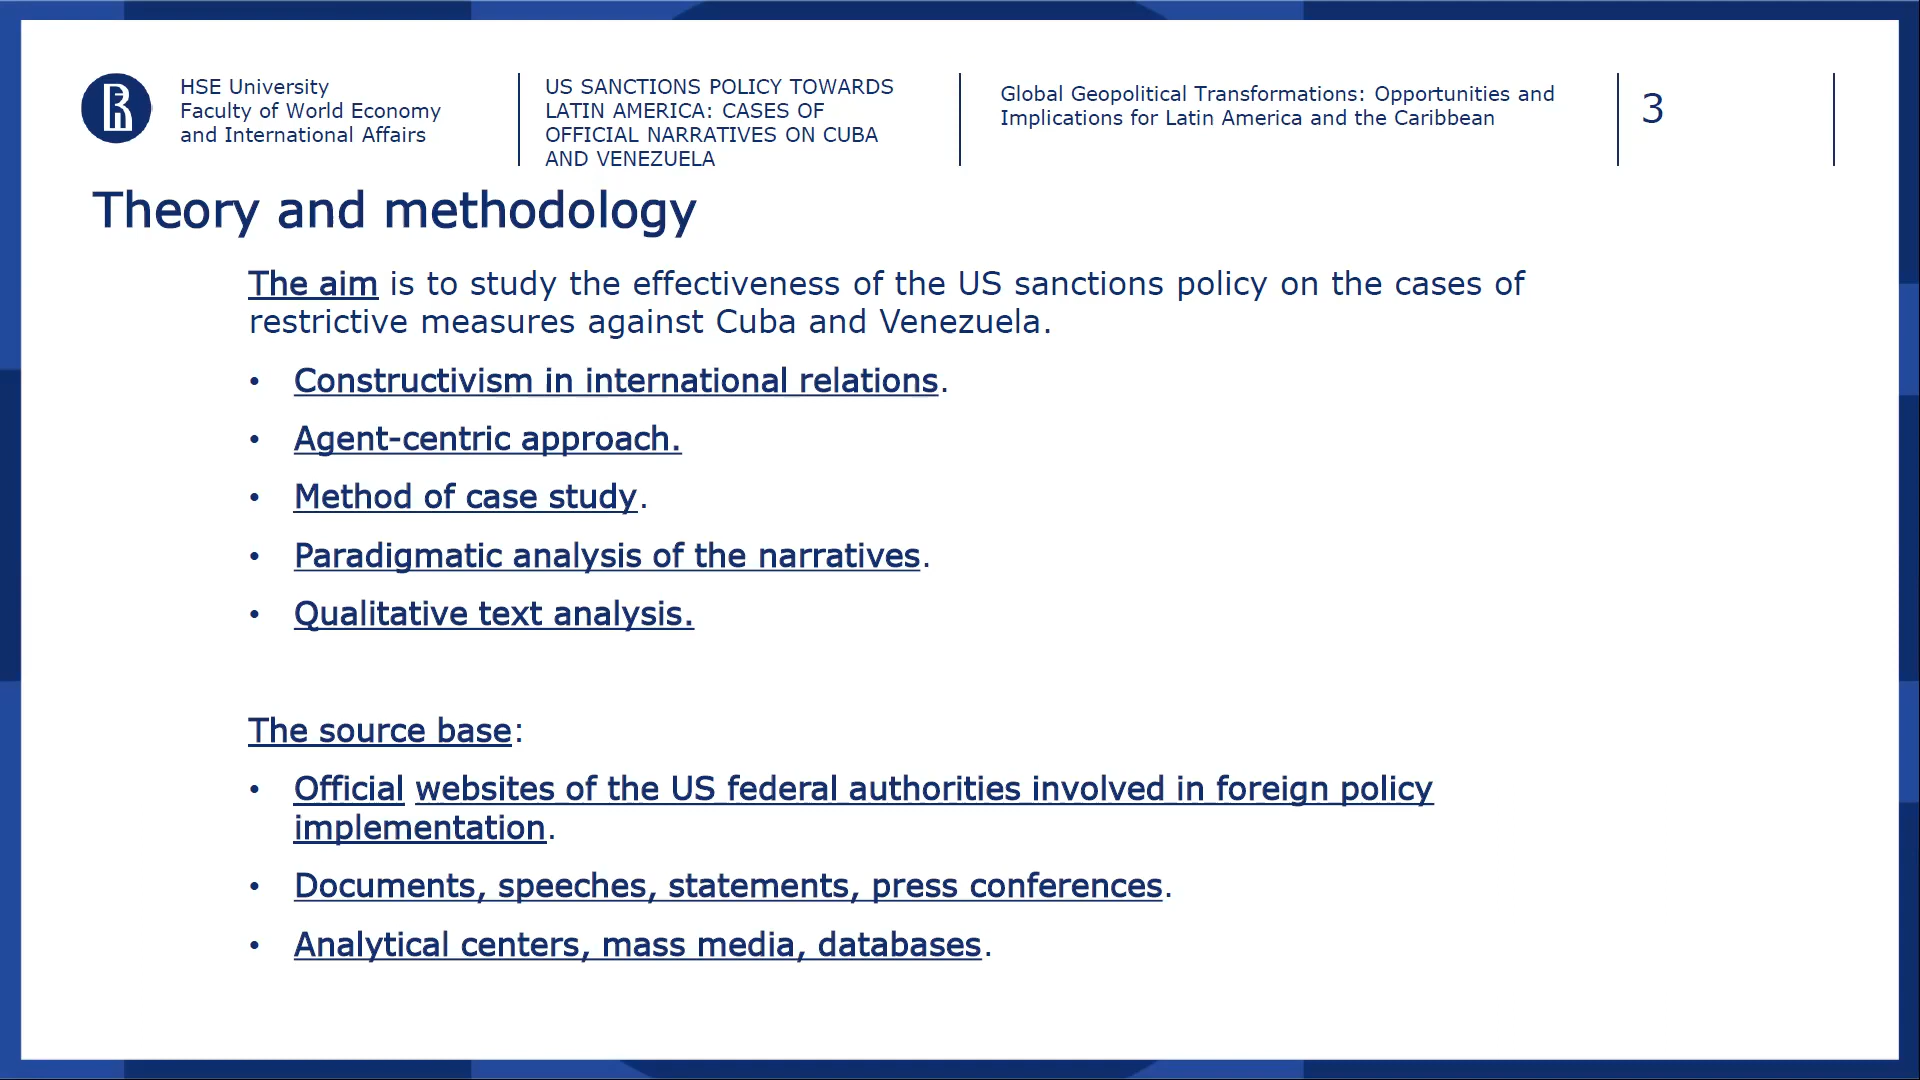 HSE University
Faculty of World Economy
and International Affairs
US SANCTIONS POLICY TOWARDS
LATIN AMERICA: CASES OF
OFFICIAL NARRATIVES ON CUBA
AND VENEZUELA
Global Geopolitical Transformations: Opportunities and
Implications for Latin America and the Caribbean
3
Theory and methodology
The aim is to study the effectiveness of the US sanctions policy on the cases of
restrictive measures against Cuba and Venezuela.
• Constructivism in international relations.
• Agent-centric approach.
• Method of case study.
• Paradigmatic analysis of the narratives.
• Qualitative text analysis.
The source base:
• Official websites of the US federal authorities involved in foreign policy
implementation.
• Documents, speeches, statements, press conferences.
• Analytical centers, mass media, databases.